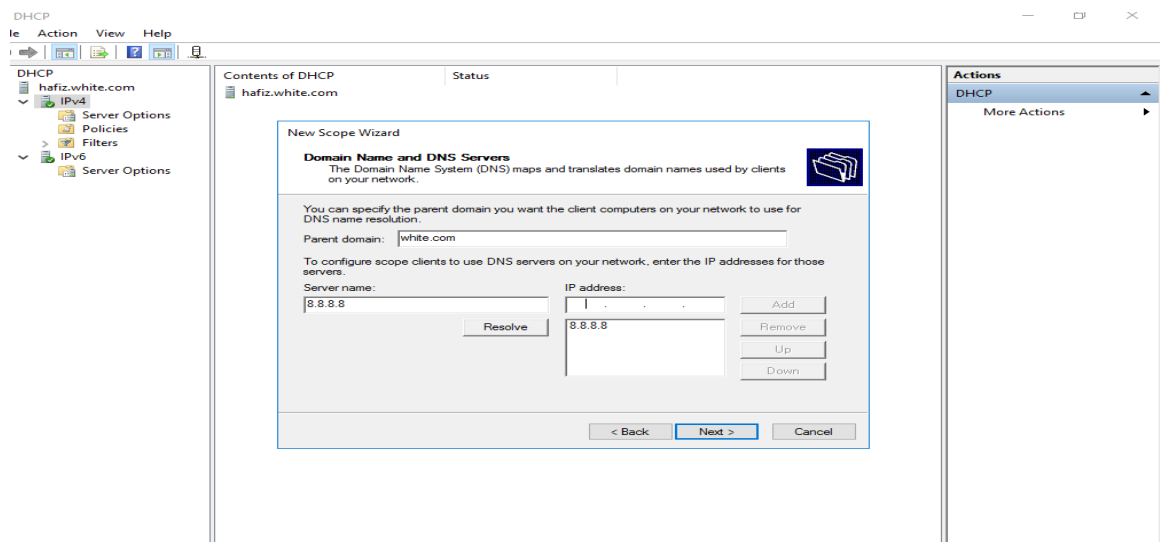 DHCP
le Action View Help
DHCP
hafiz.white.com
IPv4
Server Options
Policies
Filters
IPv6
Server Options
Contents of DHCP Status
hafiz.white.com
New Scope Wizard
Domain Name and DNS Servers
The Domain Name System (DNS) maps and translates domain names used by clients
on your network.
You can specify the parent domain you want the client computers on your network to use for
DNS name resolution.
Parent domain: white.com
To configure scope clients to use DNS servers on your network, enter the IP addresses for those
servers.
Server name: IP address:
8.8.8.8 . . . Add
Resolve 8.8.8.8 Remove
Up
Down
< Back Next > Cancel
Actions
DHCP
More Actions